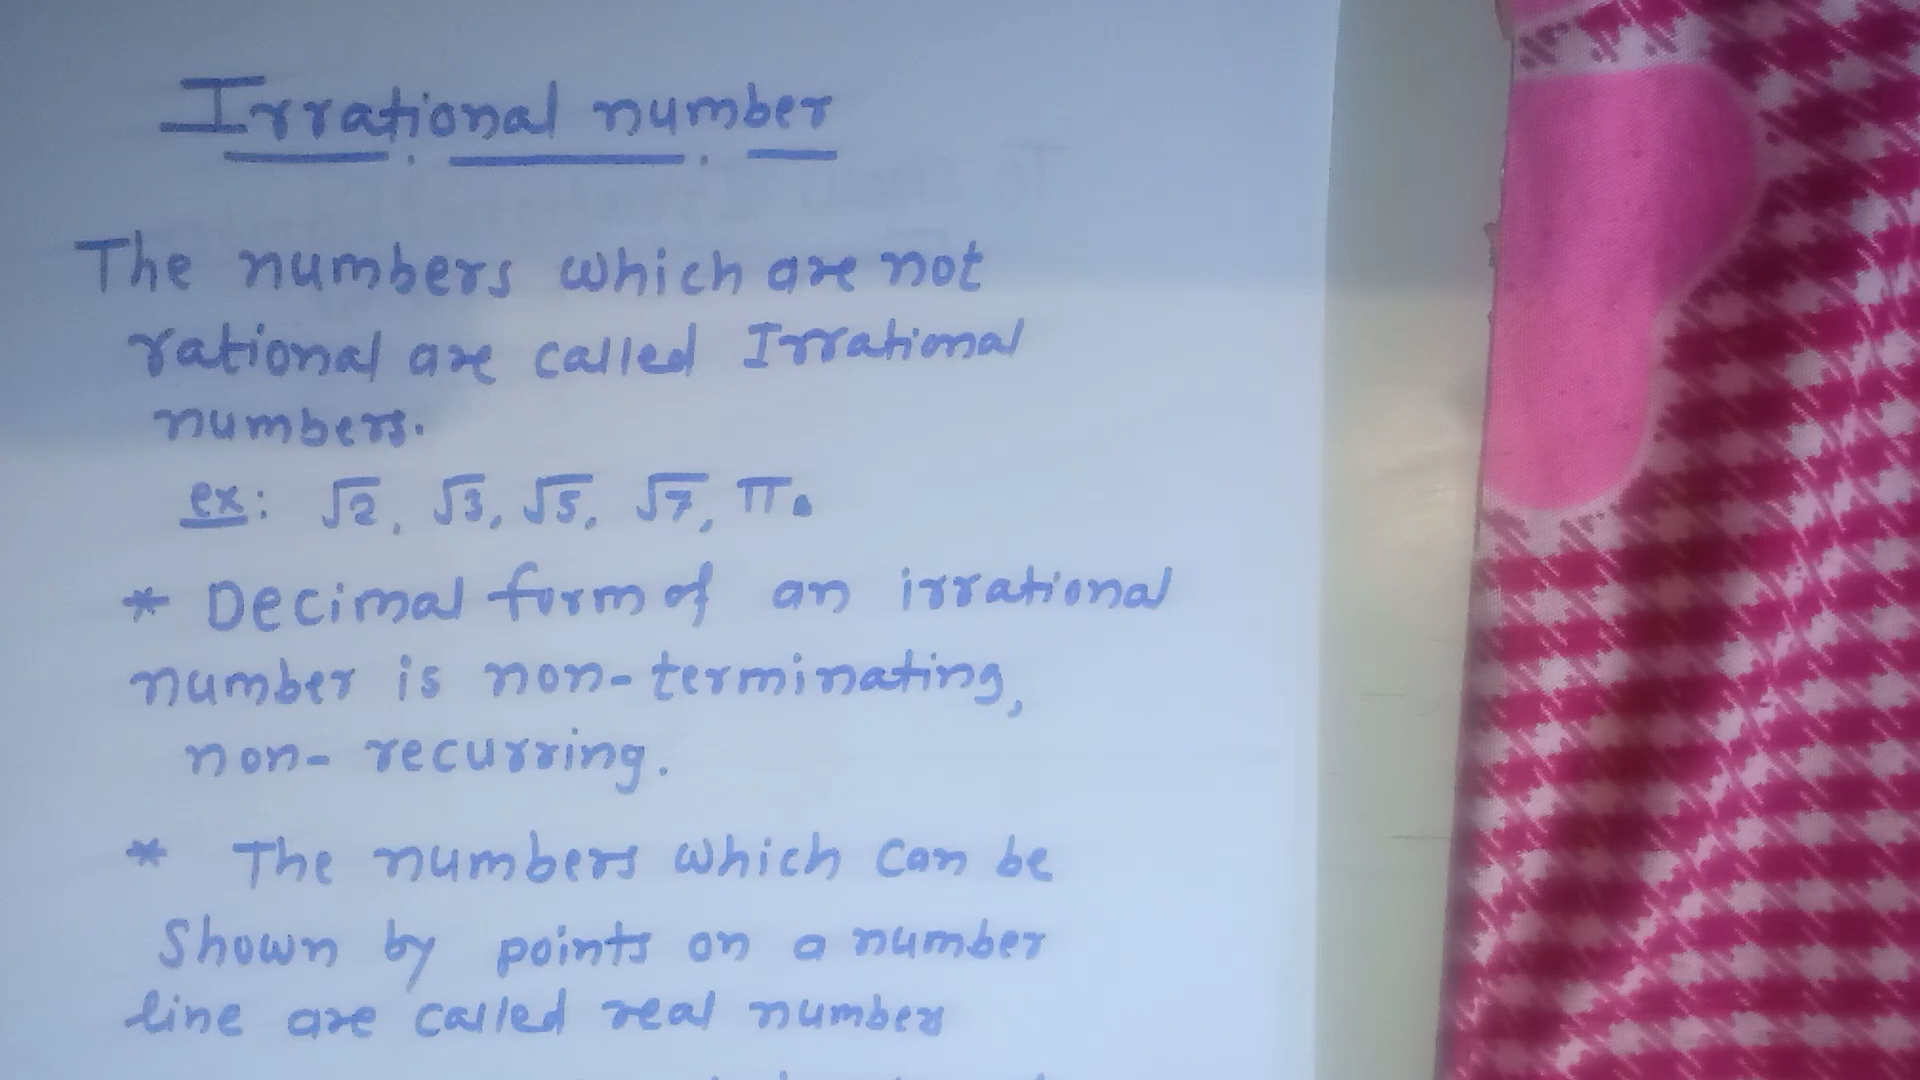 Irrational number
The numbers which are not
rational are called Irrational
numbers.
ex: √2, √3, √5, √7, π.
* Decimal form of an irrational
number is non-terminating,
non-recurring.
* The numbers which can be
Shown by points on a number
line are called real numbers